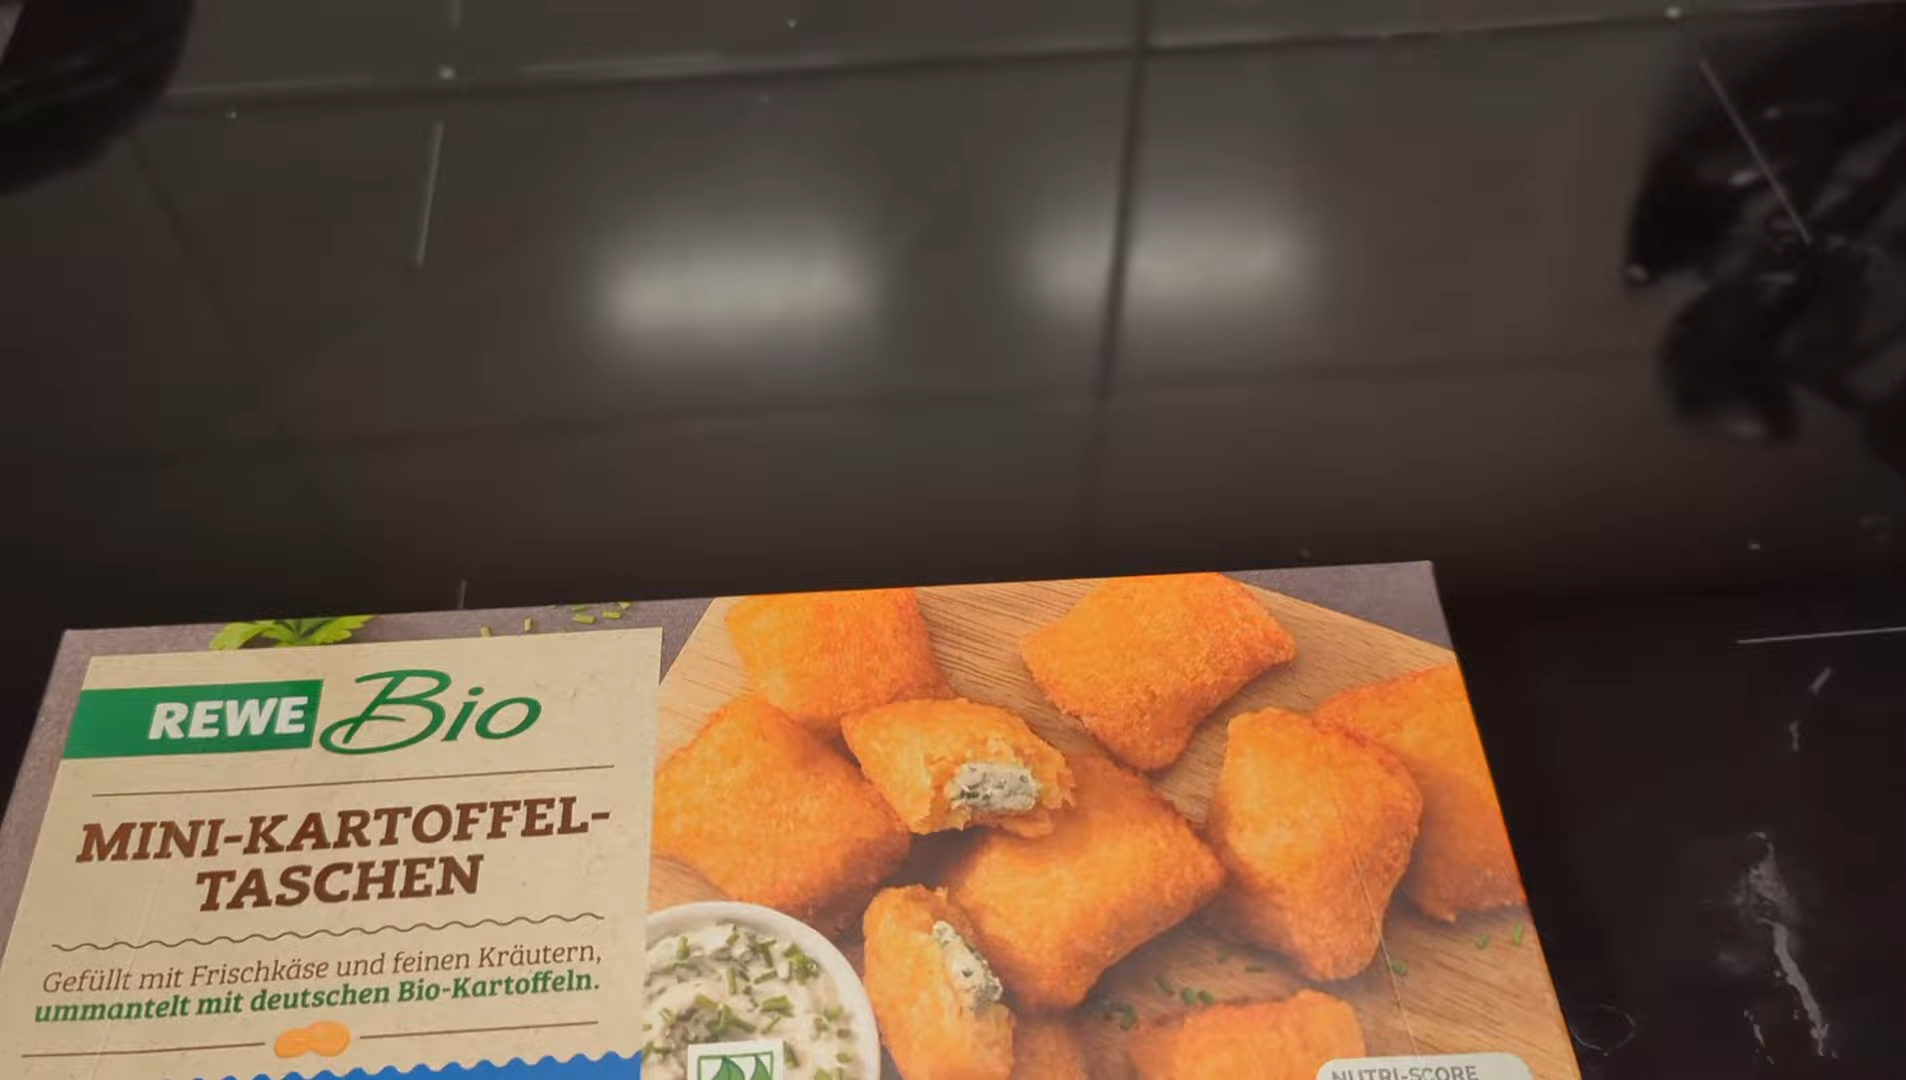 REWE Bio
MINI-KARTOFFEL-
TASCHEN
Gefüllt mit Frischkäse und feinen Kräutern,
ummantelt mit deutschen Bio-Kartoffeln.
NUTRI-SCORE